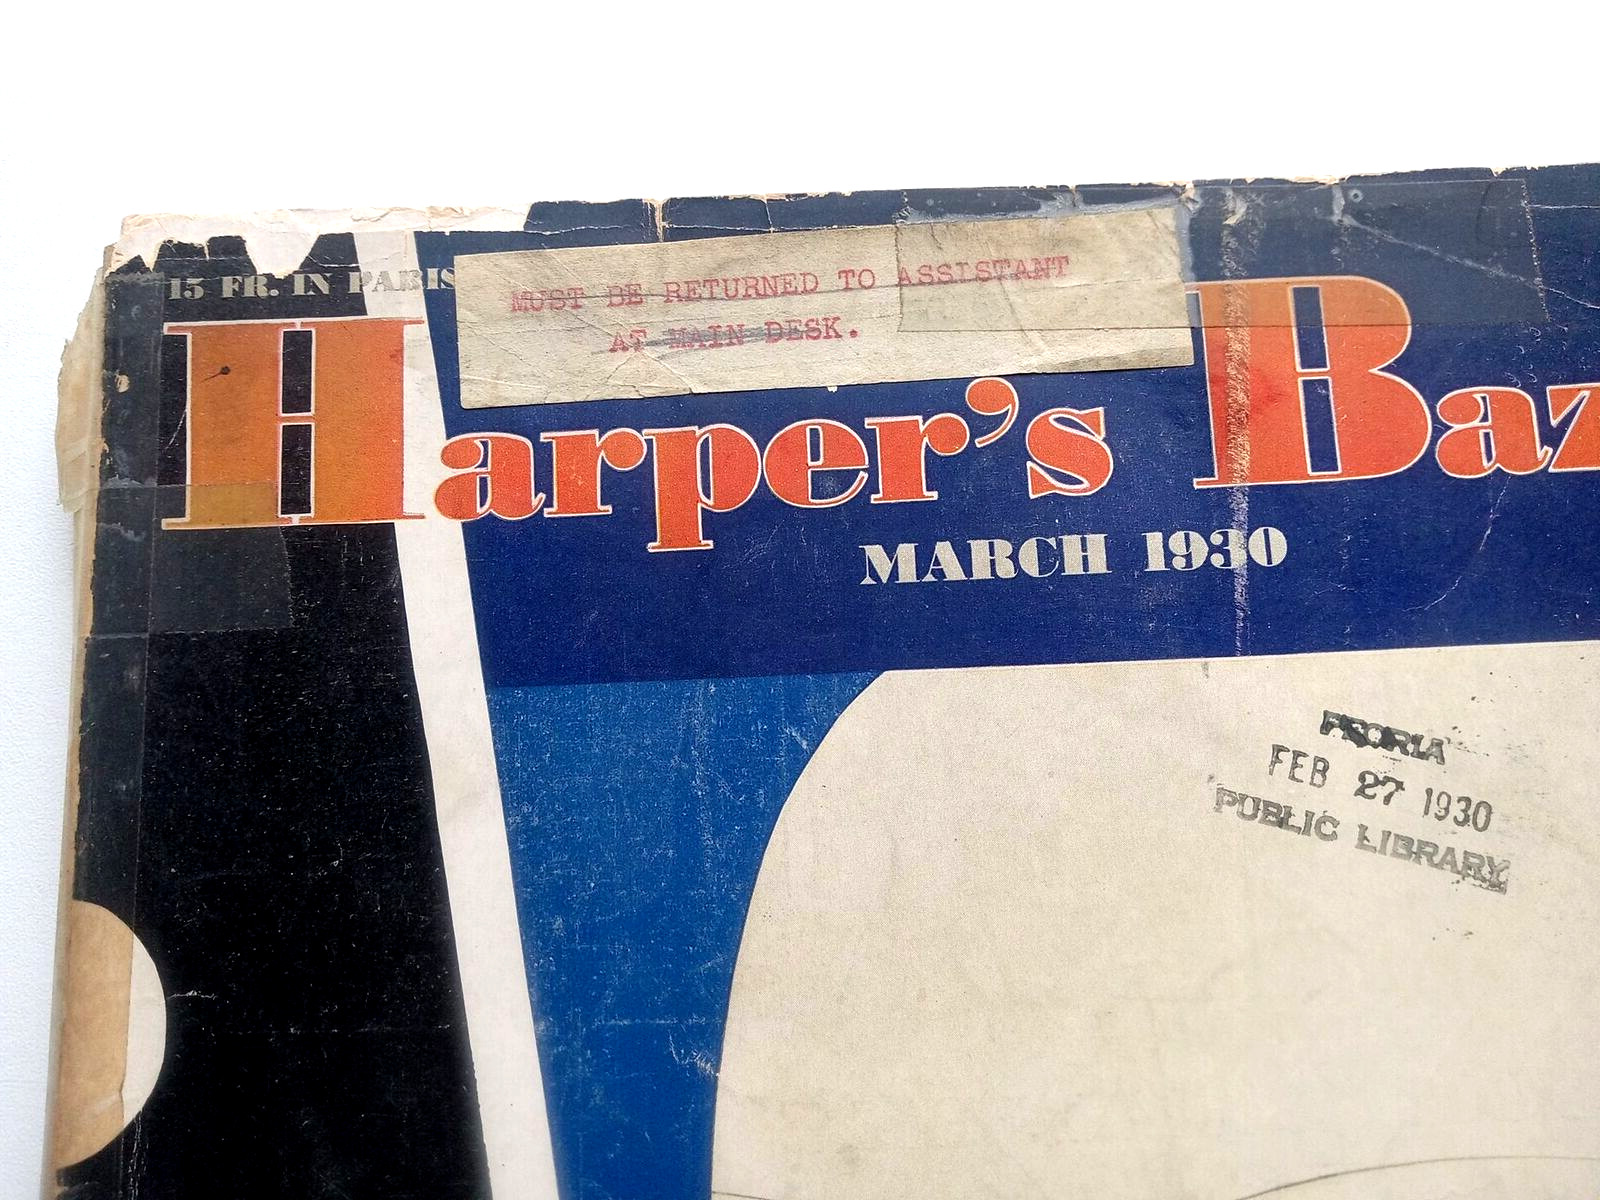 15 FR. IN PARIS
MUST BE RETURNED TO ASSISTANT
AT MAIN DESK.
Harper's Baz
MARCH 1930
PEORIA
FEB 27 1930
PUBLIC LIBRARY